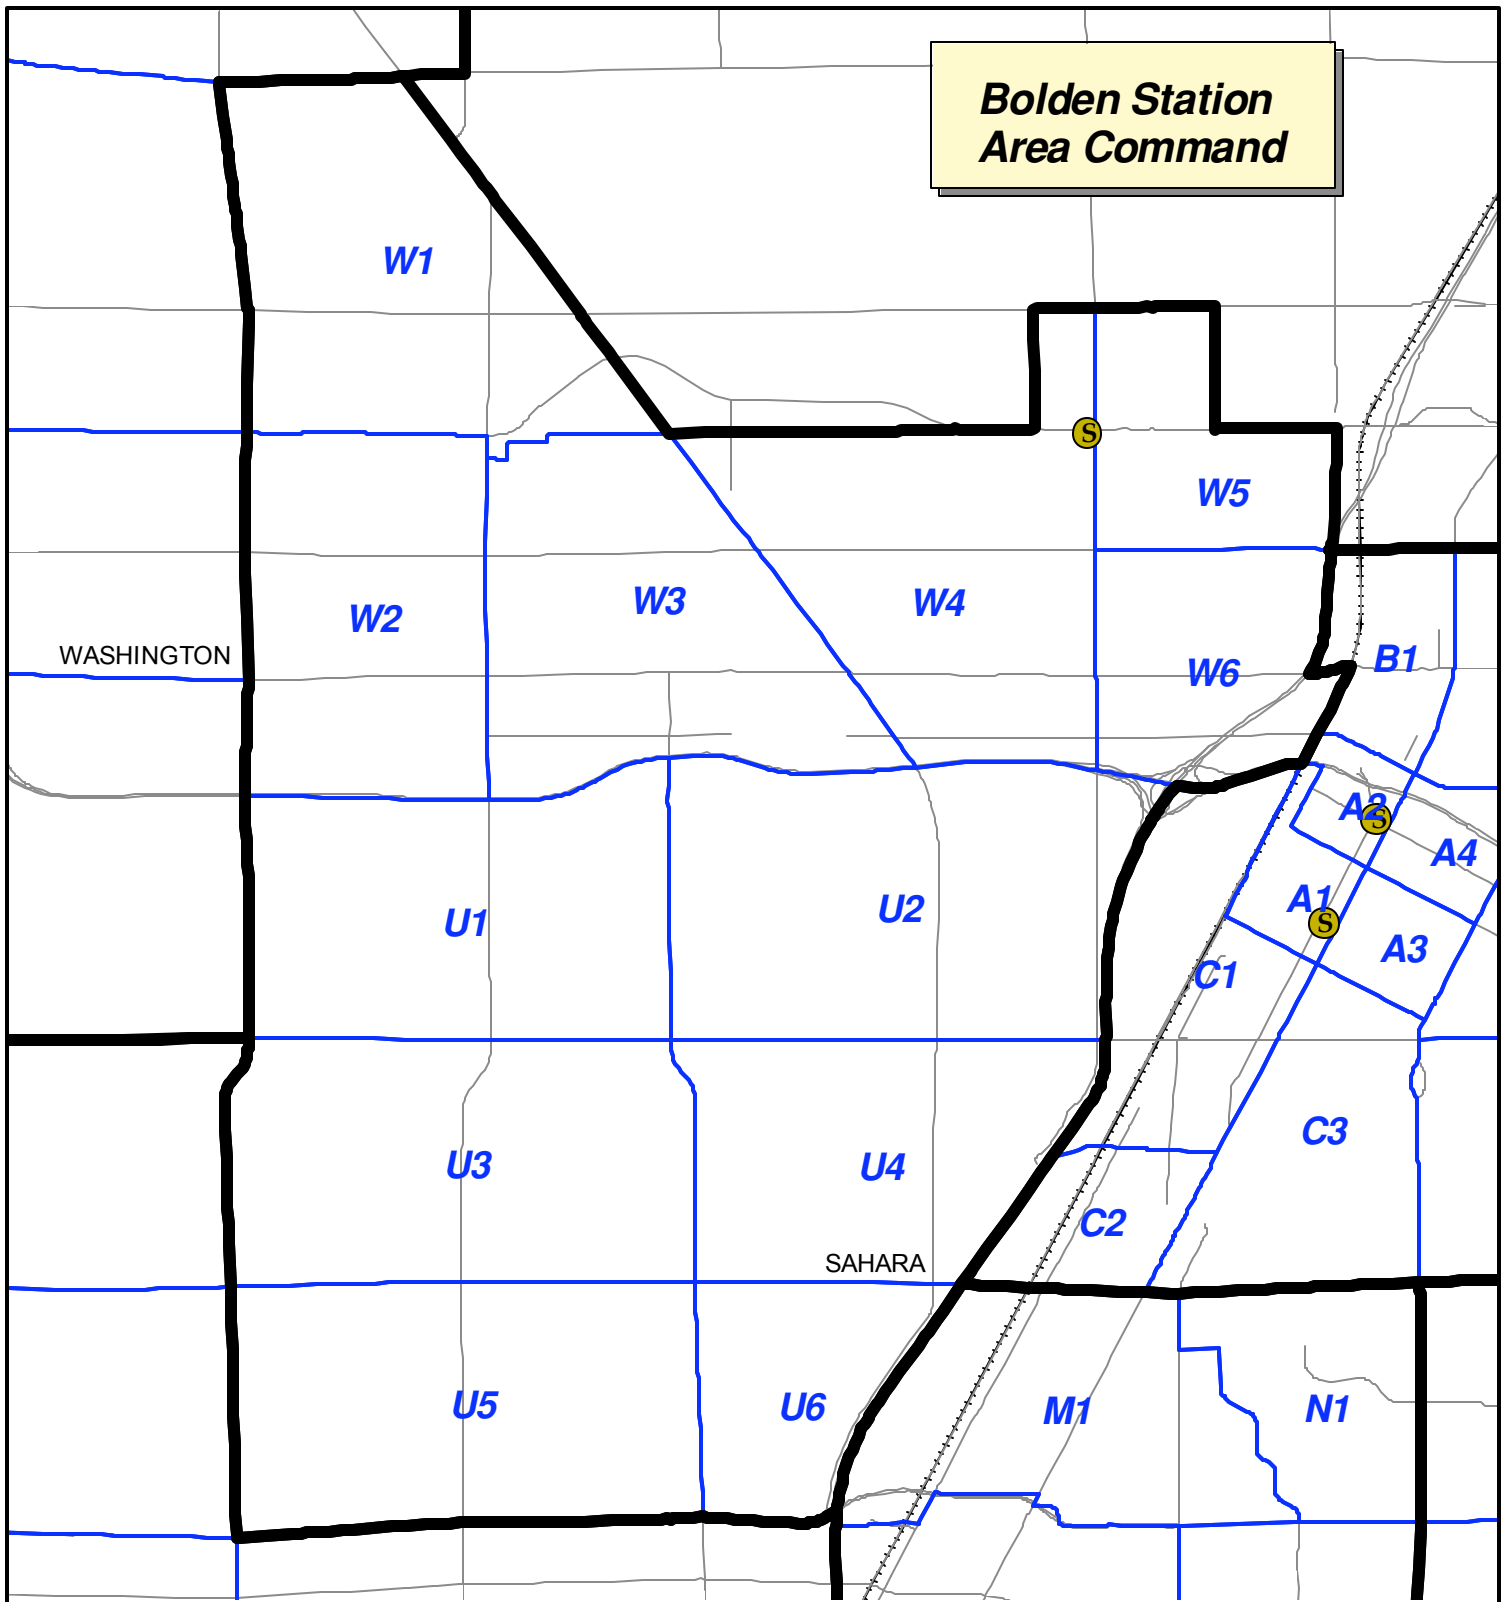 Bolden Station
Area Command
W1
S
W5
W3
W4
W2
WASHINGTON
B1
W6
A2
S
A4
A1
U2
U1
S
A3
C1
C3
U3
U4
C2
SAHARA
U5
U6
M1
N1